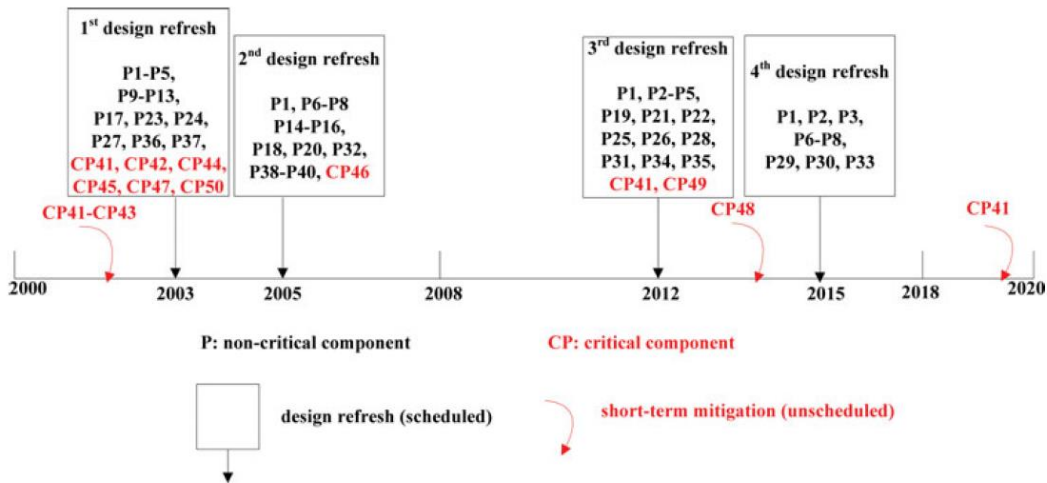 1st design refresh
P1-P5,
P9-P13,
P17, P23, P24,
P27, P36, P37,
CP41, CP42, CP44,
CP45, CP47, CP50
2nd design refresh
P1, P6-P8
P14-P16,
P18, P20, P32,
P38-P40, CP46
3rd design refresh
P1, P2-P5,
P19, P21, P22,
P25, P26, P28,
P31, P34, P35,
CP41, CP49
4th design refresh
P1, P2, P3,
P6-P8,
P29, P30, P33
CP41-CP43
CP48
CP41
2000
2003
2005
2008
2012
2015
2018
2020
P: non-critical component
CP: critical component
design refresh (scheduled)
short-term mitigation (unscheduled)